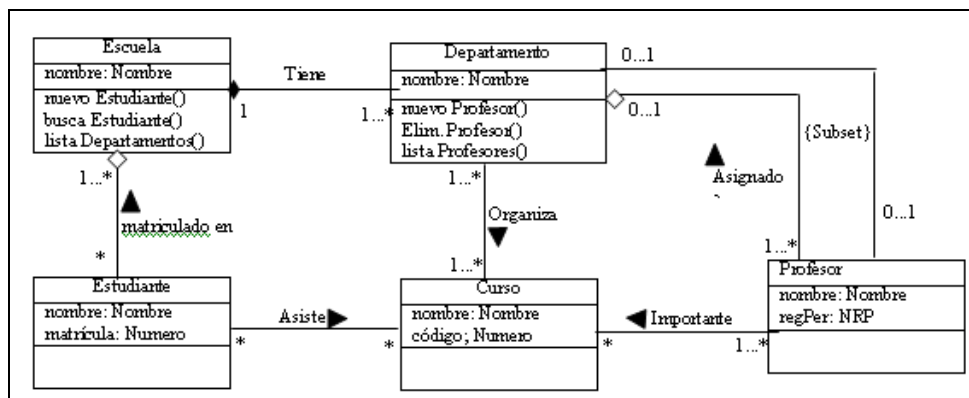 Escuela
nombre: Nombre
nuevo Estudiante()
busca Estudiante()
lista Departamentos()
Tiene
1
1...*
Departamento
nombre: Nombre
nuevo Profesor()
Elim.Profesor()
lista Profesores()
0...1
0...1
{Subset}
Asignado
1...*
0...1
1...*
matriculado en
*
1...*
Organiza
1...*
Estudiante
nombre: Nombre
matrícula: Numero
Asiste
*
*
Curso
nombre: Nombre
código; Numero
Importante
*
1...*
Profesor
nombre: Nombre
regPer: NRP